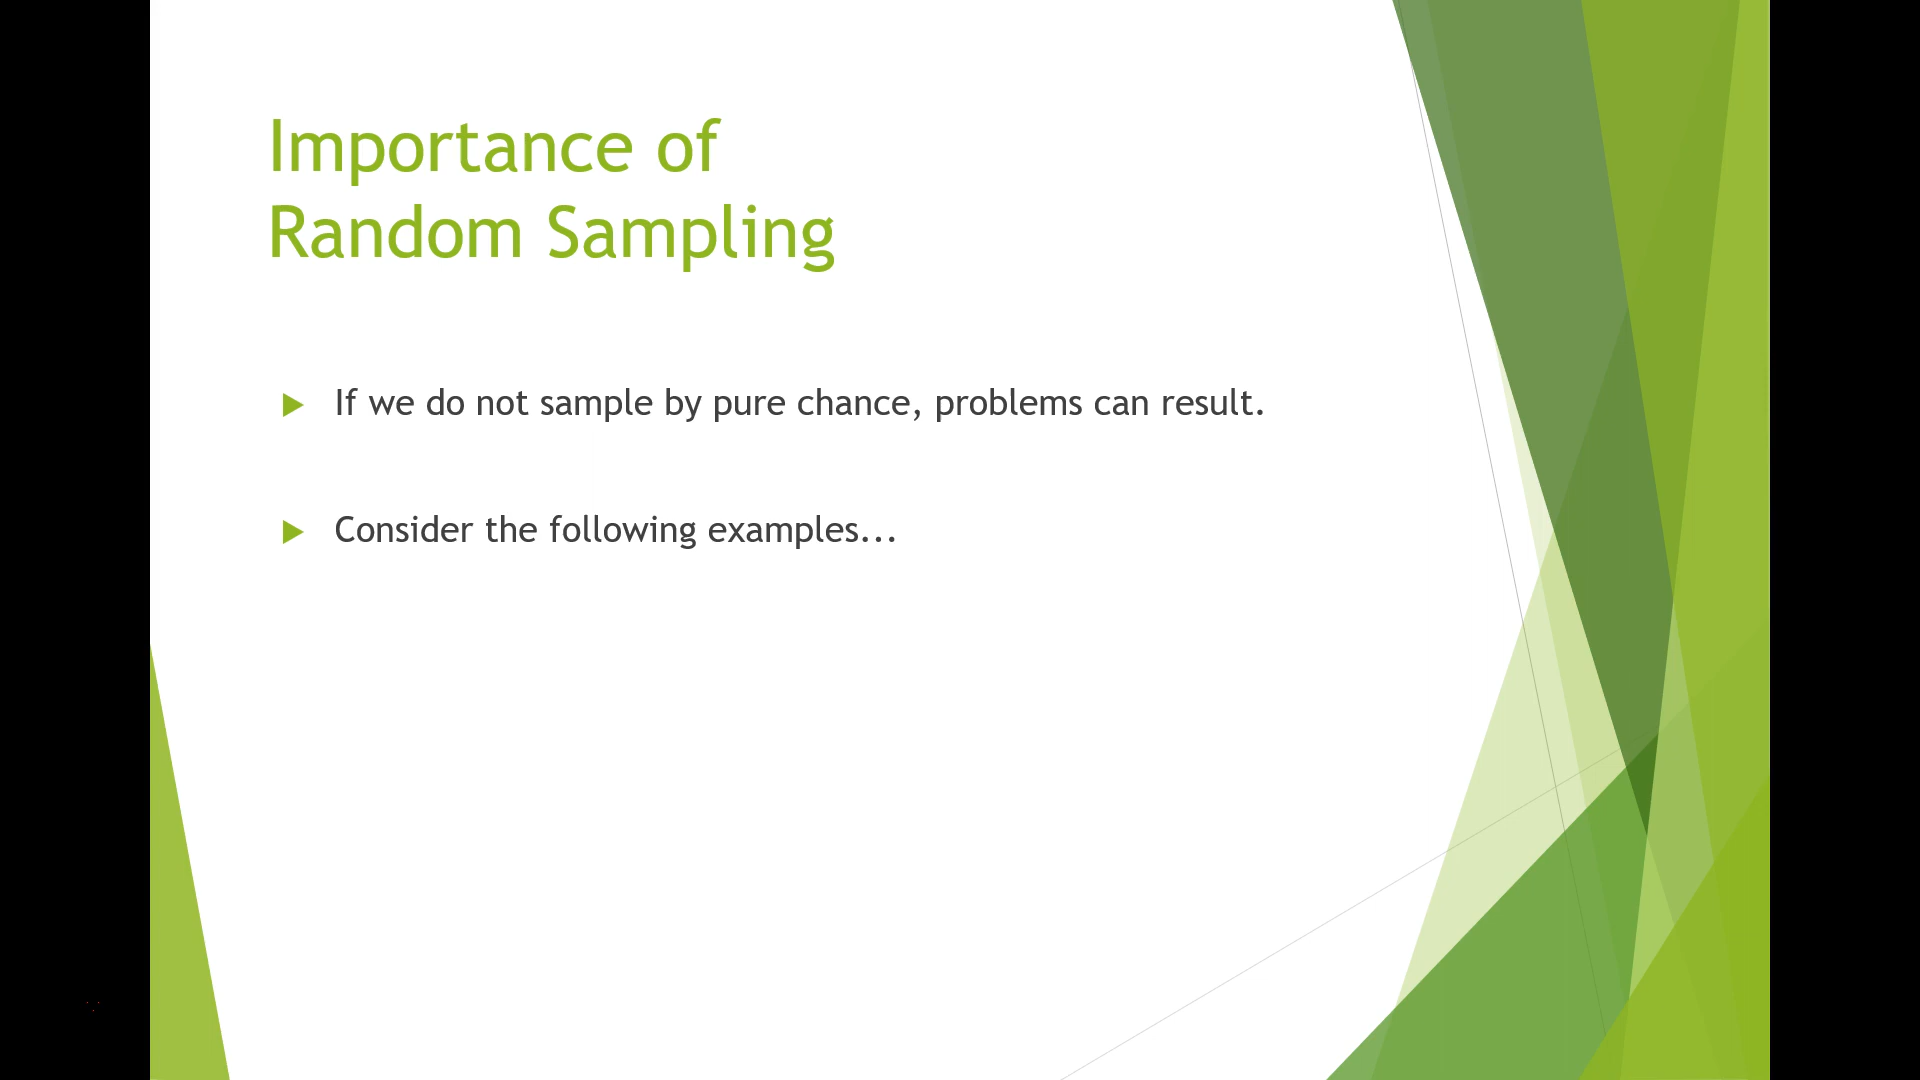 Importance of
Random Sampling
If we do not sample by pure chance, problems can result.
Consider the following examples...